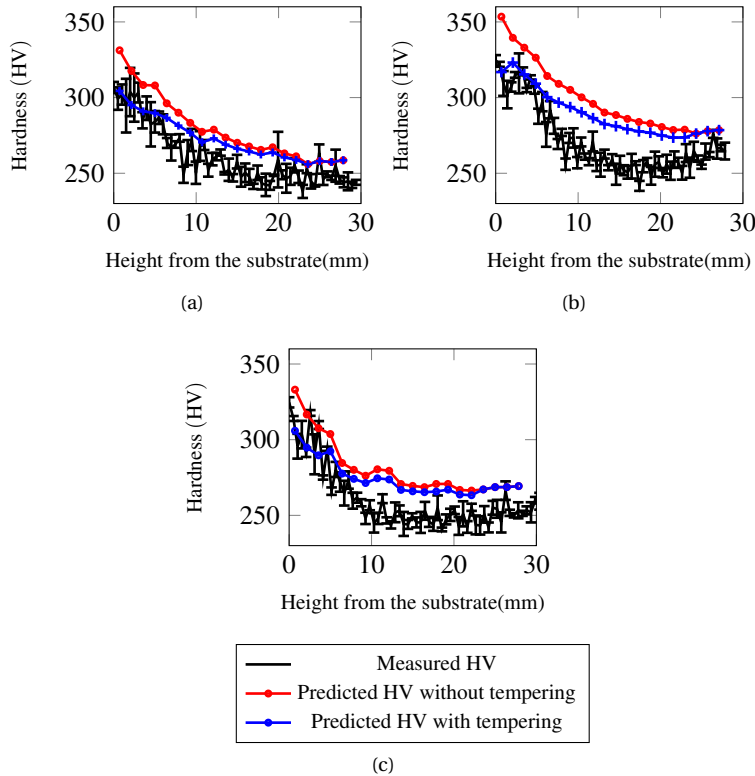 350
300
250
Hardness (HV)
0 10 20 30
Height from the substrate(mm)
(a)
350
300
250
Hardness (HV)
0 10 20 30
Height from the substrate(mm)
(b)
350
300
250
Hardness (HV)
0 10 20 30
Height from the substrate(mm)
Measured HV
Predicted HV without tempering
Predicted HV with tempering
(c)